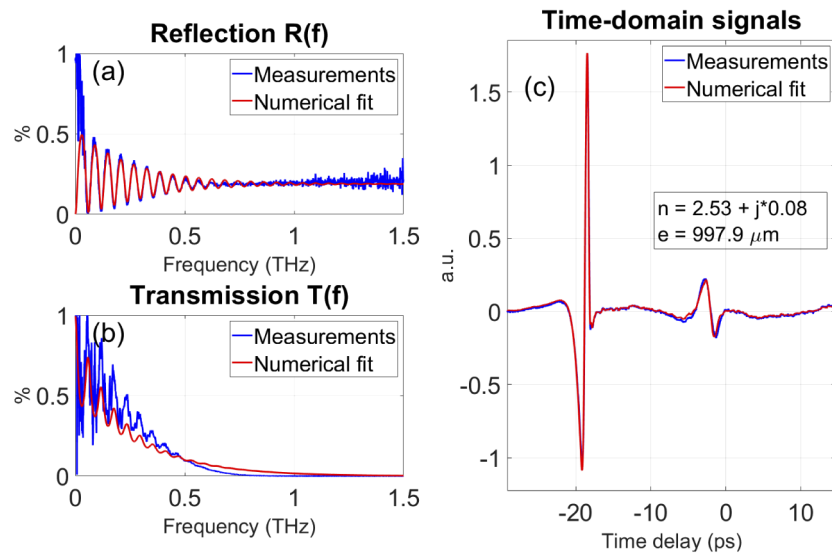 Reflection R(f)
(a)
Measurements
Numerical fit
%
1
0.5
0
0
0.5
1
1.5
Frequency (THz)
Transmission T(f)
(b)
Measurements
Numerical fit
%
1
0.5
0
0
0.5
1
1.5
Frequency (THz)
Time-domain signals
(c)
Measurements
Numerical fit
n = 2.53 + j*0.08
e = 997.9 μm
a.u.
1.5
1
0.5
0
-0.5
-1
-20
-10
0
10
Time delay (ps)